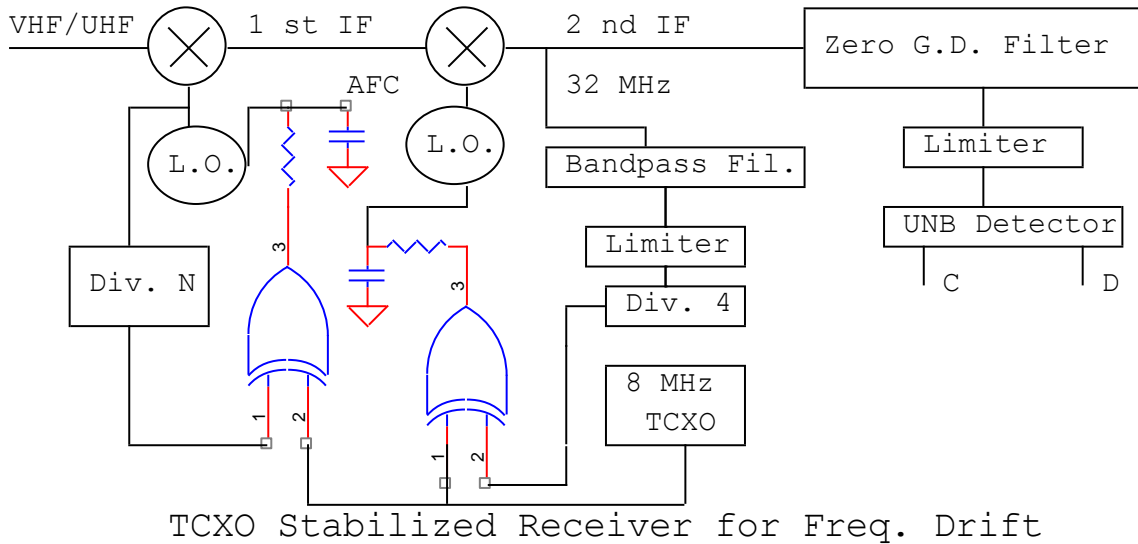 VHF/UHF
1 st IF
2 nd IF
Zero G.D. Filter
AFC
32 MHz
L.O.
L.O.
Bandpass Fil.
Limiter
UNB Detector
C
D
3
Limiter
Div. N
3
Div. 4
8 MHz
TCXO
1
2
1
2
TCXO Stabilized Receiver for Freq. Drift